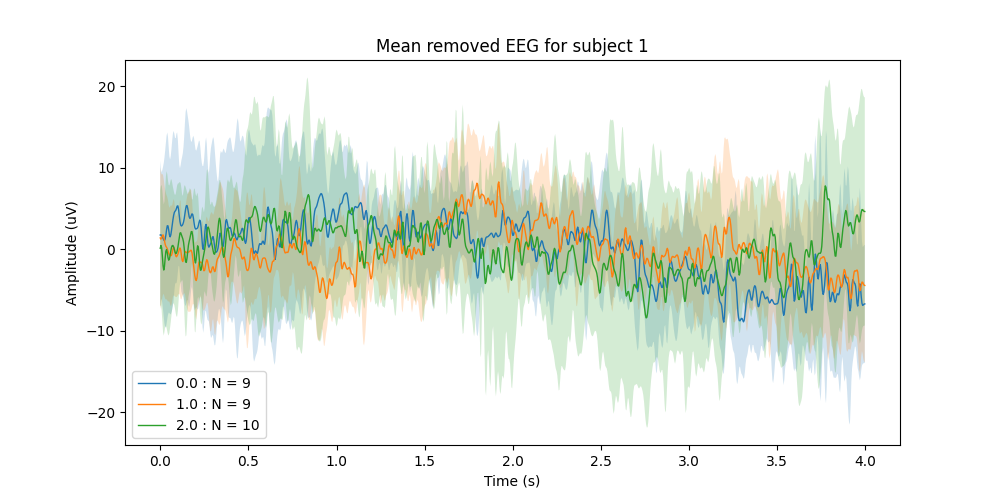 Mean removed EEG for subject 1
Amplitude (uV)
20
10
0
−10
−20
0.0 : N = 9
1.0 : N = 9
2.0 : N = 10
0.0 0.5 1.0 1.5 2.0 2.5 3.0 3.5 4.0
Time (s)